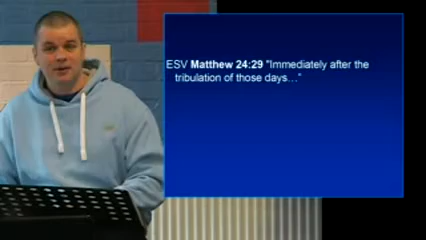 ESV Matthew 24:29 "Immediately after the
tribulation of those days…"